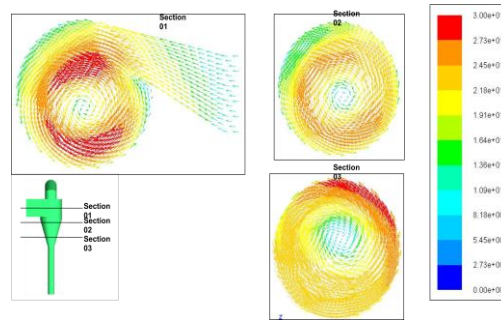 Section
01
Section
02
Section
03
Section
01
Section
02
Section
03
3.00e+0
2.73e+0
2.45e+0
2.18e+0
1.91e+0
1.64e+0
1.36e+0
1.09e+0
8.18e+0
5.45e+0
2.73e+0
0.00e+0
Z